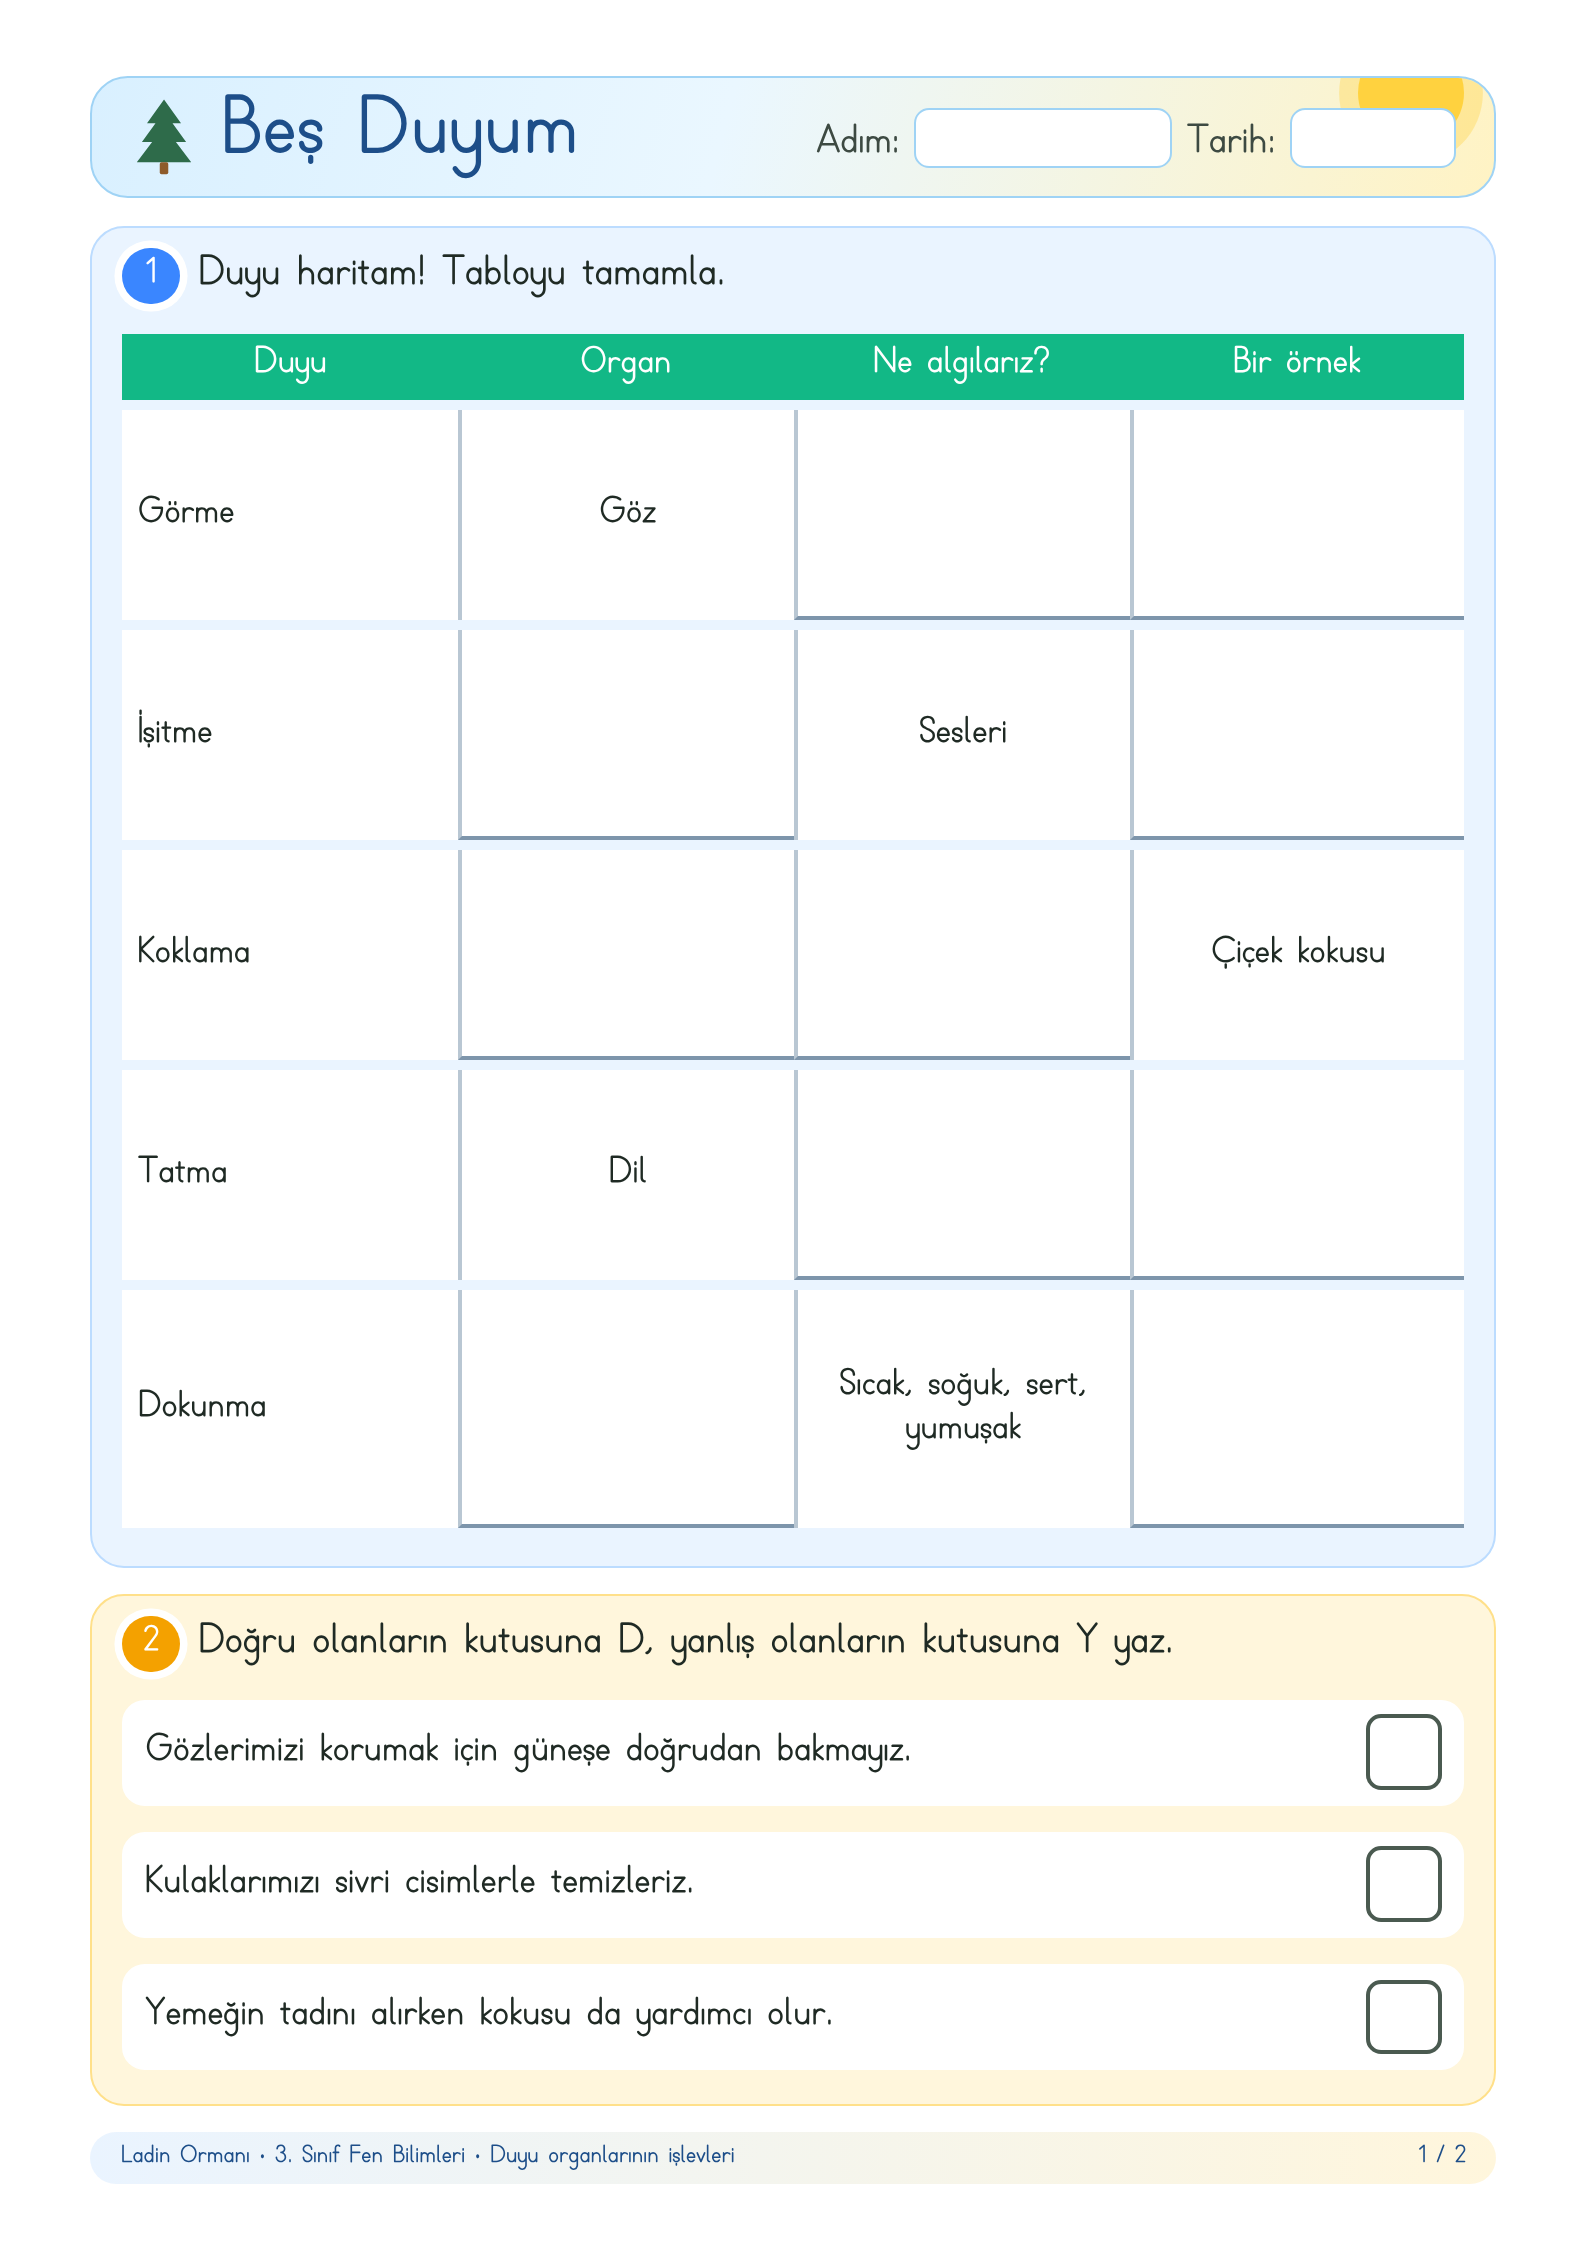 Beş Duyum
Adım:
Tarih:
1
Duyu haritam! Tabloyu tamamla.
Duyu Organ Ne algılarız? Bir örnek
Görme Göz
İşitme Sesleri
Koklama Çiçek kokusu
Tatma Dil
Dokunma Sıcak, soğuk, sert,
yumuşak
2
Doğru olanların kutusuna D, yanlış olanların kutusuna Y yaz.
Gözlerimizi korumak için güneşe doğrudan bakmayız.
Kulaklarımızı sivri cisimlerle temizleriz.
Yemeğin tadını alırken kokusu da yardımcı olur.
Ladin Ormanı • 3. Sınıf Fen Bilimleri • Duyu organlarının işlevleri
1 / 2